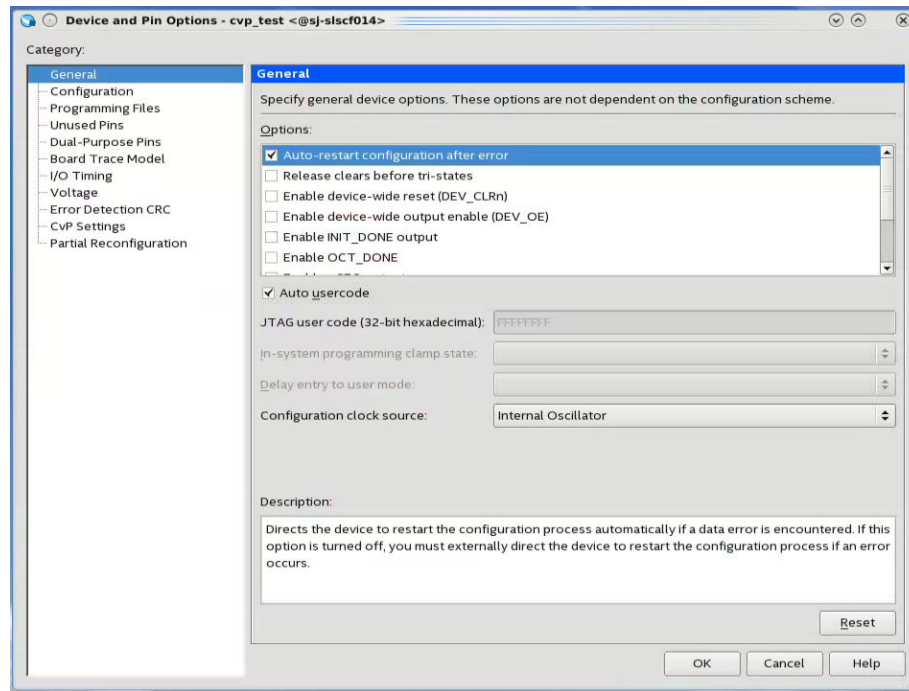 Device and Pin Options - cvp_test <@sj-slscf014>
Category:
General
Configuration
Programming Files
Unused Pins
Dual-Purpose Pins
Board Trace Model
I/O Timing
Voltage
Error Detection CRC
CvP Settings
Partial Reconfiguration
General
Specify general device options. These options are not dependent on the configuration scheme.
Options:
Auto-restart configuration after error
Release clears before tri-states
Enable device-wide reset (DEV_CLRn)
Enable device-wide output enable (DEV_OE)
Enable INIT_DONE output
Enable OCT_DONE
Auto usercode
JTAG user code (32-bit hexadecimal): FFFFFFFF
In-system programming clamp state:
Delay entry to user mode:
Configuration clock source: Internal Oscillator
Description:
Directs the device to restart the configuration process automatically if a data error is encountered. If this
option is turned off, you must externally direct the device to restart the configuration process if an error
occurs.
Reset
OK Cancel Help